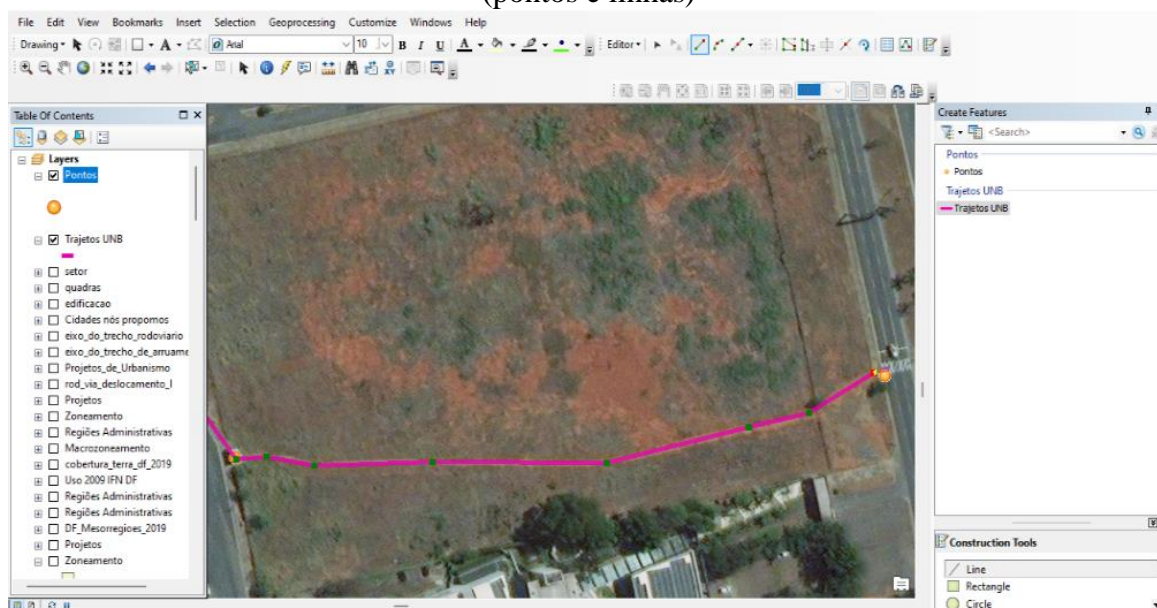 (pontos e linhas)
File Edit View Bookmarks Insert Selection Geoprocessing Customize Windows Help
Drawing A Arial 10 B I U A Editor
Table Of Contents
Layers
Pontos
Trajetos UNB
setor
quadras
edificacao
Cidades nós propomos
eixo_do_trecho_rodoviario
eixo_do_trecho_de_arruame
Projetos_de_Urbanismo
rod_via_deslocamento_l
Projetos
Zoneamento
Regiões Administrativas
Macrozoneamento
cobertura_terra_df_2019
Uso 2009 IFN DF
Regiões Administrativas
Regiões Administrativas
DF_Mesorregioes_2019
Projetos
Zoneamento
Create Features
<Search>
Pontos
Pontos
Trajetos UNB
Trajetos UNB
Construction Tools
Line
Rectangle
Circle